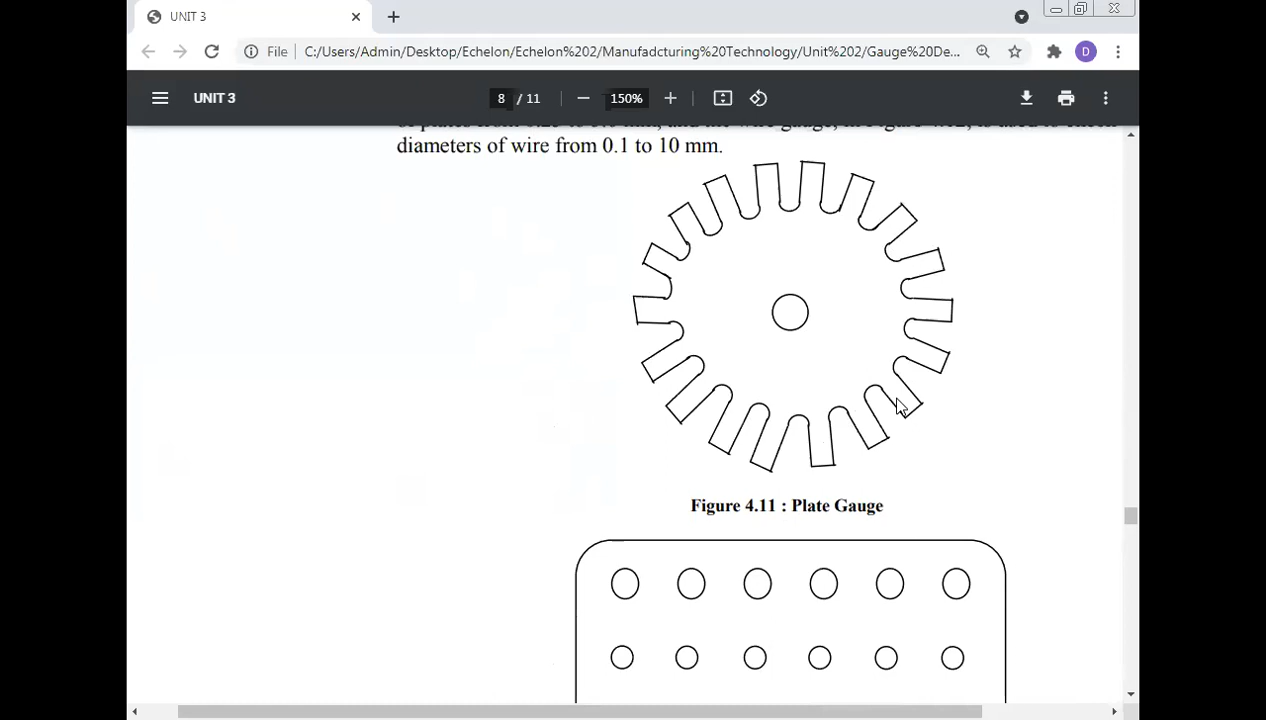 UNIT 3
File
C:/Users/Admin/Desktop/Echelon/Echelon%202/Manufadcturing%20Technology/Unit%202/Gauge%20De...
D
UNIT 3
8 / 11
150%
diameters of wire from 0.1 to 10 mm.
Figure 4.11 : Plate Gauge